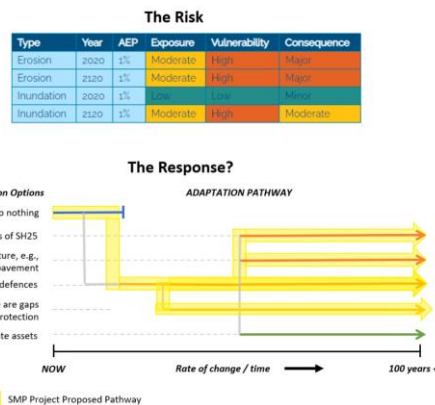 The Risk
Type Year AEP Exposure Vulnerability Consequence
Erosion 2020 1% Moderate High Major
Erosion 2120 1% Moderate High Major
Inundation 2020 1% Low Low Minor
Inundation 2120 1% Moderate High Moderate
The Response?
on Options ADAPTATION PATHWAY
o nothing
s of SH25
ture, e.g.,
pavement
defences
e are gaps
rotection
te assets
NOW Rate of change / time 100 years +
SMP Project Proposed Pathway